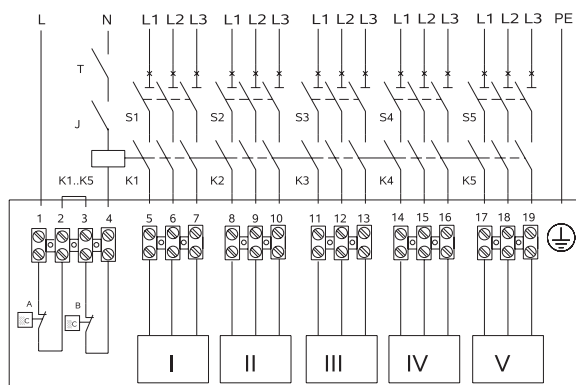 L N L1 L2 L3 L1 L2 L3 L1 L2 L3 L1 L2 L3 L1 L2 L3 PE
T
S1 S2 S3 S4 S5
J
K1..K5 K1 K2 K3 K4 K5
1 2 3 4 5 6 7 8 9 10 11 12 13 14 15 16 17 18 19
A B
C C
I II III IV V